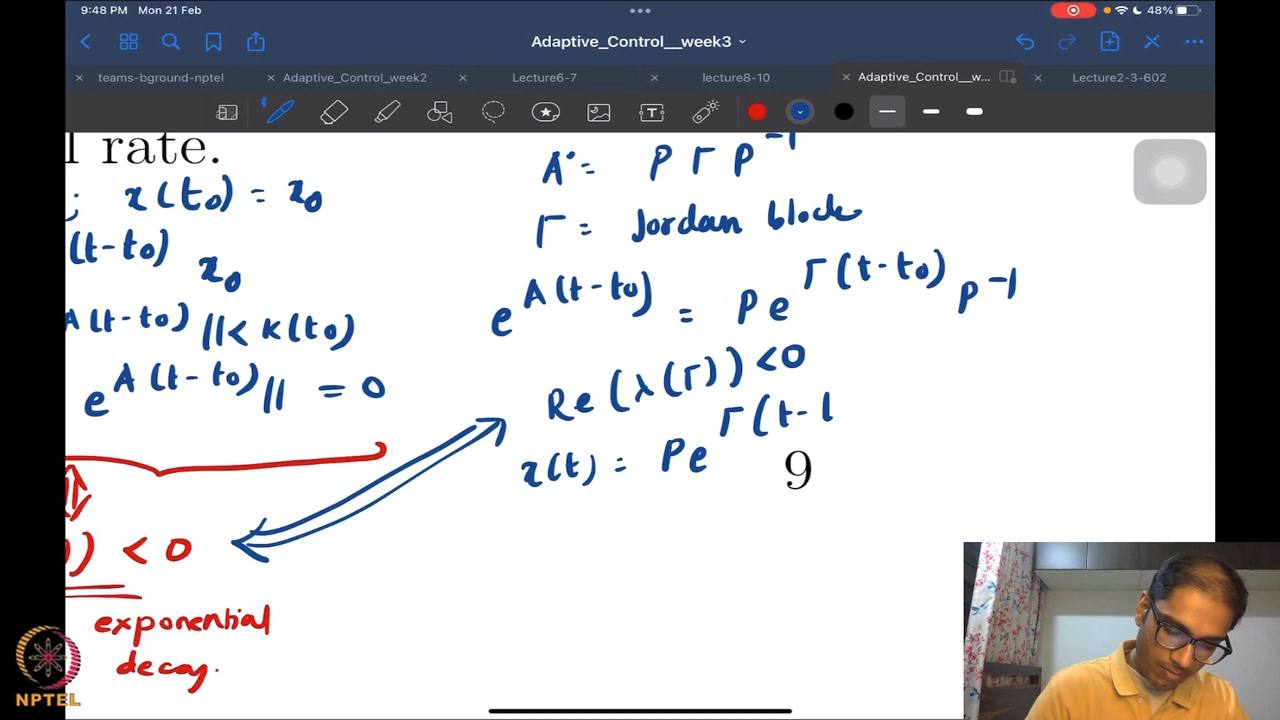 9:48 PM Mon 21 Feb
48%
Adaptive_Control__week3
teams-bground-nptel
Adaptive_Control_week2
Lecture6-7
lecture8-10
Adaptive_Control__w...
Lecture2-3-602
rate.
; x(t0) = x0
(t-t0) x0
A(t-t0) || < K(t0)
e^A(t-t0) || = 0
) < 0
exponential
decay.
A = P Γ P^-1
Γ = Jordan block
e^A(t-t0) = P e^Γ(t-t0) P^-1
Re(λ(Γ)) < 0
x(t) = P e^Γ(t-
9
NPTEL